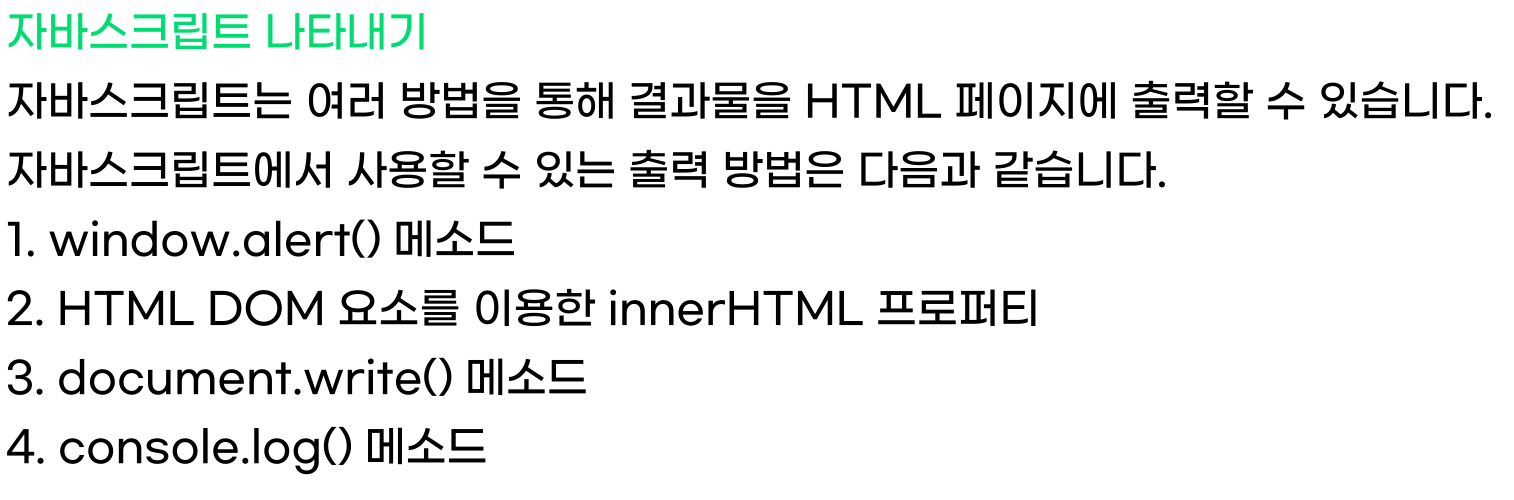 자바스크립트 나타내기
자바스크립트는 여러 방법을 통해 결과물을 HTML 페이지에 출력할 수 있습니다.
자바스크립트에서 사용할 수 있는 출력 방법은 다음과 같습니다.
1. window.alert() 메소드
2. HTML DOM 요소를 이용한 innerHTML 프로퍼티
3. document.write() 메소드
4. console.log() 메소드